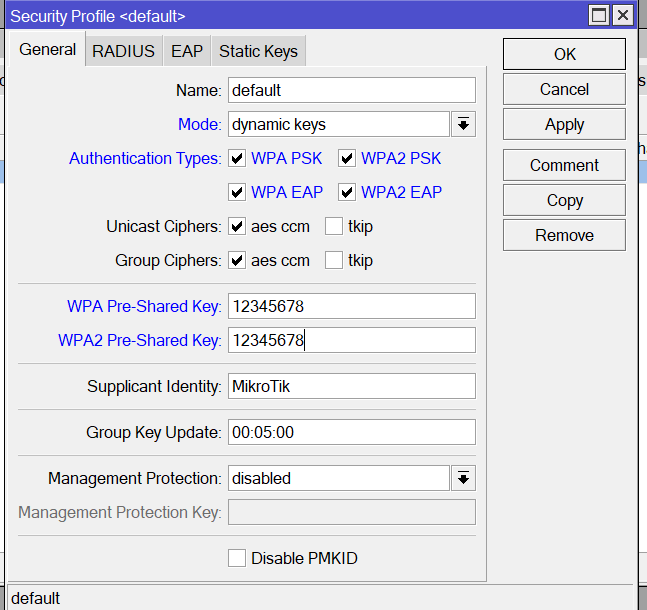 Security Profile <default>
General RADIUS EAP Static Keys
OK
Name: default
Cancel
Mode: dynamic keys
Apply
Authentication Types: WPA PSK WPA2 PSK
Comment
WPA EAP WPA2 EAP
Copy
Unicast Ciphers: aes ccm tkip
Remove
Group Ciphers: aes ccm tkip
WPA Pre-Shared Key: 12345678
WPA2 Pre-Shared Key: 12345678
Supplicant Identity: MikroTik
Group Key Update: 00:05:00
Management Protection: disabled
Management Protection Key:
Disable PMKID
default